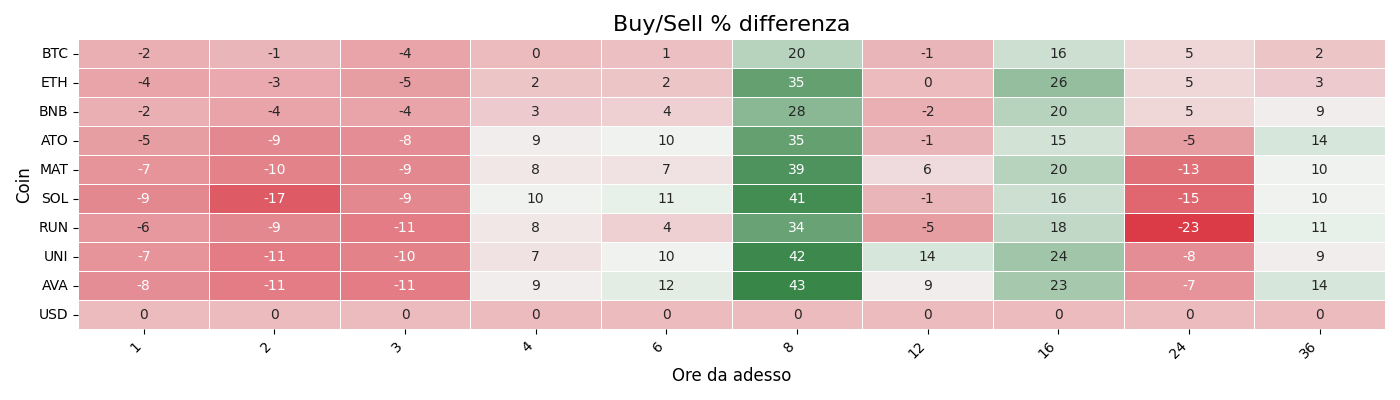 Buy/Sell % differenza
Coin
BTC -2 -1 -4 0 1 20 -1 16 5 2
ETH -4 -3 -5 2 2 35 0 26 5 3
BNB -2 -4 -4 3 4 28 -2 20 5 9
ATO -5 -9 -8 9 10 35 -1 15 -5 14
MAT -7 -10 -9 8 7 39 6 20 -13 10
SOL -9 -17 -9 10 11 41 -1 16 -15 10
RUN -6 -9 -11 8 4 34 -5 18 -23 11
UNI -7 -11 -10 7 10 42 14 24 -8 9
AVA -8 -11 -11 9 12 43 9 23 -7 14
USD 0 0 0 0 0 0 0 0 0 0
1 2 3 4 6 8 12 16 24 36
Ore da adesso